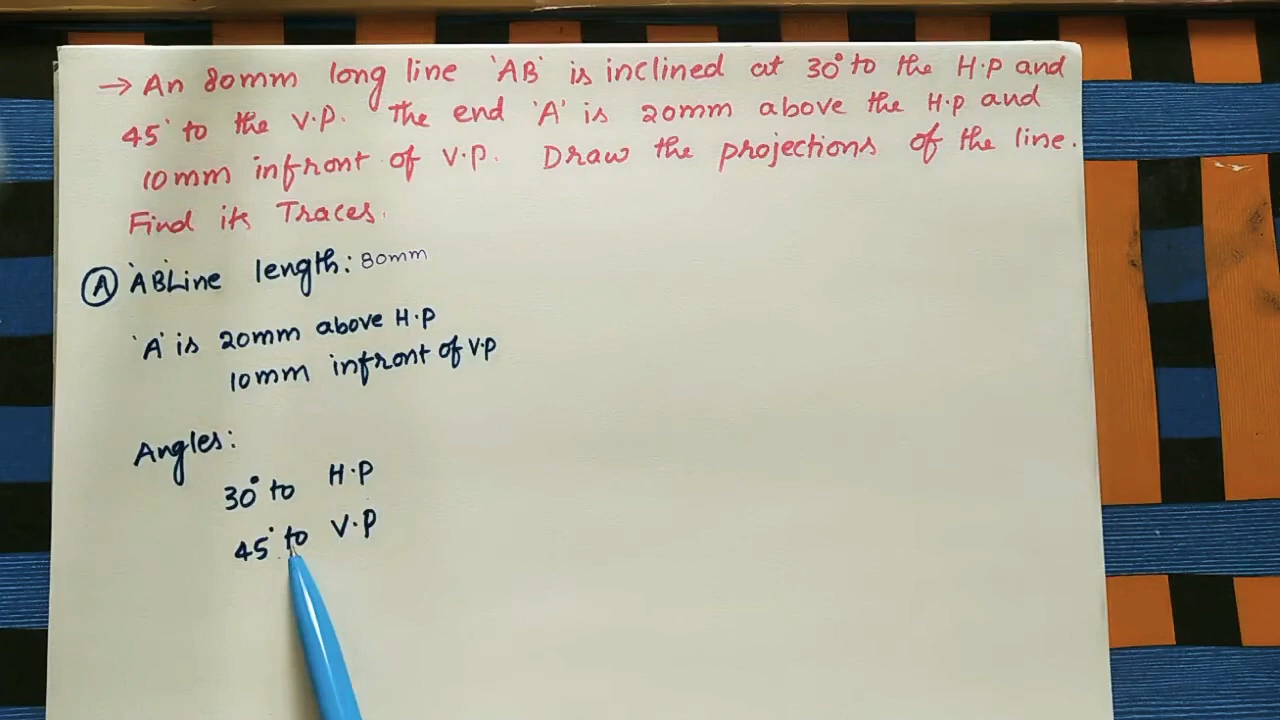 → An 80mm long line 'AB' is inclined at 30° to the H.P and
45° to the V.P. The end 'A' is 20mm above the H.P and
10mm infront of V.P. Draw the projections of the line.
Find its Traces.
Ⓐ 'AB' Line length: 80mm
'A' is 20mm above H.P
10mm infront of V.P
Angles:
30° to H.P
45° to V.P